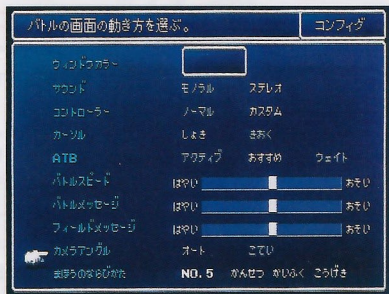 バトルの画面の動き方を選ぶ。 コンフィグ
ウィンドウカラー
サウンド モノラル ステレオ
コントローラー ノーマル カスタム
カーソル しょき きおく
ATB アクティブ おすすめ ウェイト
バトルスピード はやい おそい
バトルメッセージ はやい おそい
フィールドメッセージ はやい おそい
カメラアングル オート こてい
まほうのならびかた NO.5 かんせつ かいふく こうげき